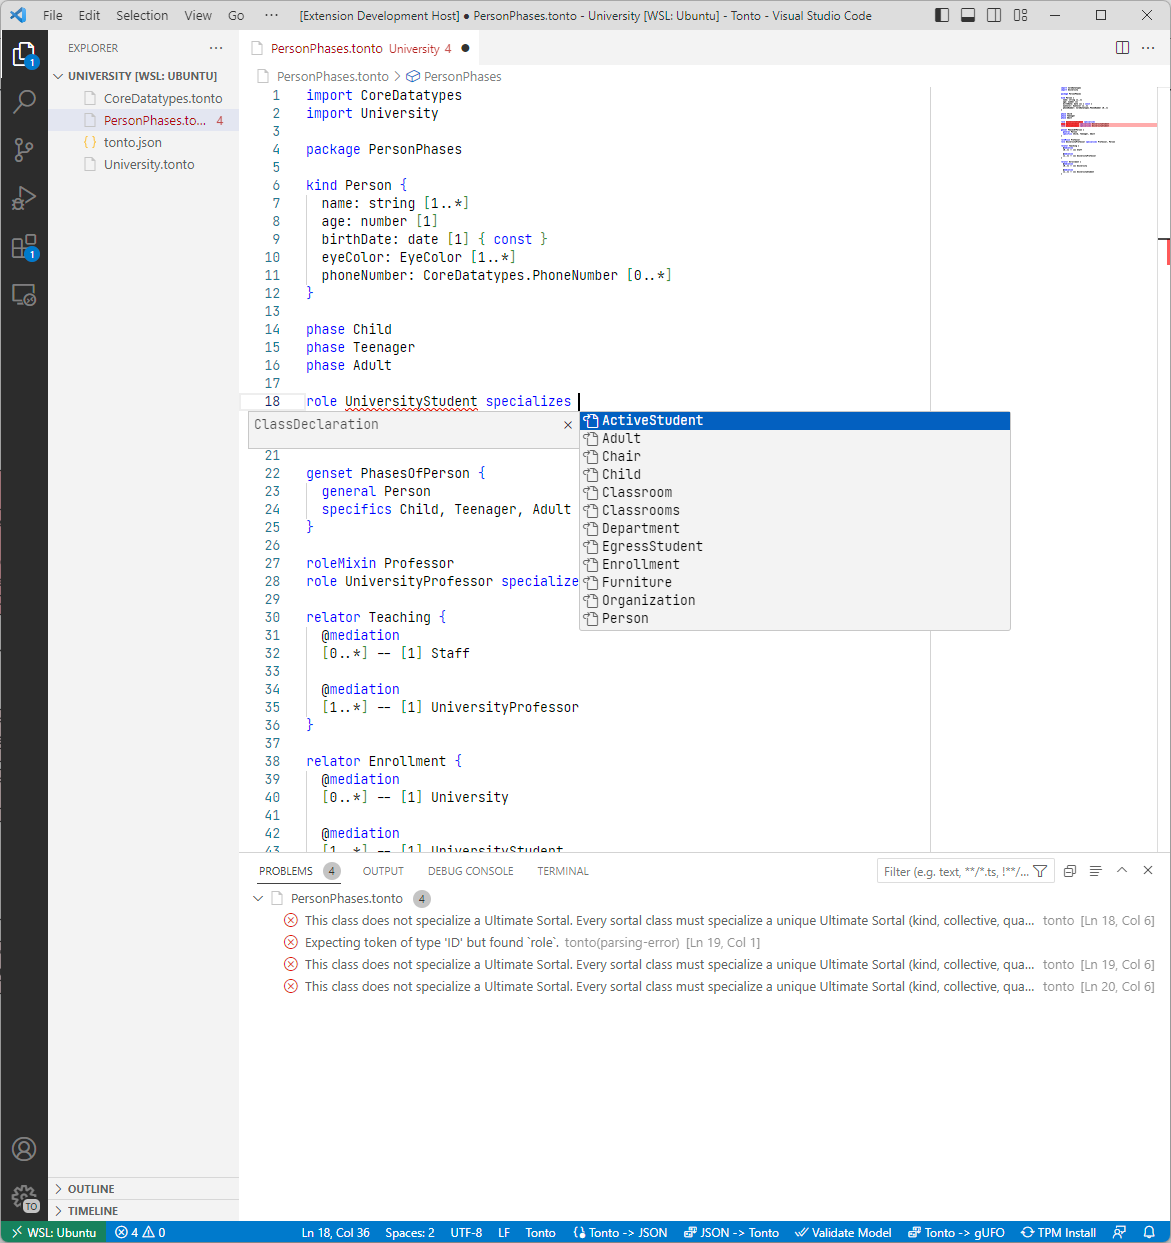 File Edit Selection View Go ··· [Extension Development Host] ● PersonPhases.tonto - University [WSL: Ubuntu] - Tonto - Visual Studio Code
EXPLORER ···
UNIVERSITY [WSL: UBUNTU]
CoreDatatypes.tonto
PersonPhases.to... 4
{} tonto.json
University.tonto
OUTLINE
TIMELINE
1
1
TO
PersonPhases.tonto University 4 ●
PersonPhases.tonto > PersonPhases
1 import CoreDatatypes
2 import University
3
4 package PersonPhases
5
6 kind Person {
7 name: string [1..*]
8 age: number [1]
9 birthDate: date [1] { const }
10 eyeColor: EyeColor [1..*]
11 phoneNumber: CoreDatatypes.PhoneNumber [0..*]
12 }
13
14 phase Child
15 phase Teenager
16 phase Adult
17
18 role UniversityStudent specializes
ClassDeclaration ×
ActiveStudent
Adult
Chair
Child
Classroom
Classrooms
Department
EgressStudent
Enrollment
Furniture
Organization
Person
21
22 genset PhasesOfPerson {
23 general Person
24 specifics Child, Teenager, Adult
25 }
26
27 roleMixin Professor
28 role UniversityProfessor specialize
29
30 relator Teaching {
31 @mediation
32 [0..*] -- [1] Staff
33
34 @mediation
35 [1..*] -- [1] UniversityProfessor
36 }
37
38 relator Enrollment {
39 @mediation
40 [0..*] -- [1] University
41
42 @mediation
43 [1..*] -- [1] UniversityStudent
PROBLEMS 4 OUTPUT DEBUG CONSOLE TERMINAL Filter (e.g. text, **/*.ts, !**/...
PersonPhases.tonto 4
This class does not specialize a Ultimate Sortal. Every sortal class must specialize a unique Ultimate Sortal (kind, collective, qua... tonto [Ln 18, Col 6]
Expecting token of type 'ID' but found `role`. tonto(parsing-error) [Ln 19, Col 1]
This class does not specialize a Ultimate Sortal. Every sortal class must specialize a unique Ultimate Sortal (kind, collective, qua... tonto [Ln 19, Col 6]
This class does not specialize a Ultimate Sortal. Every sortal class must specialize a unique Ultimate Sortal (kind, collective, qua... tonto [Ln 20, Col 6]
WSL: Ubuntu 4 0 Ln 18, Col 36 Spaces: 2 UTF-8 LF Tonto Tonto -> JSON JSON -> Tonto Validate Model Tonto -> gUFO TPM Install